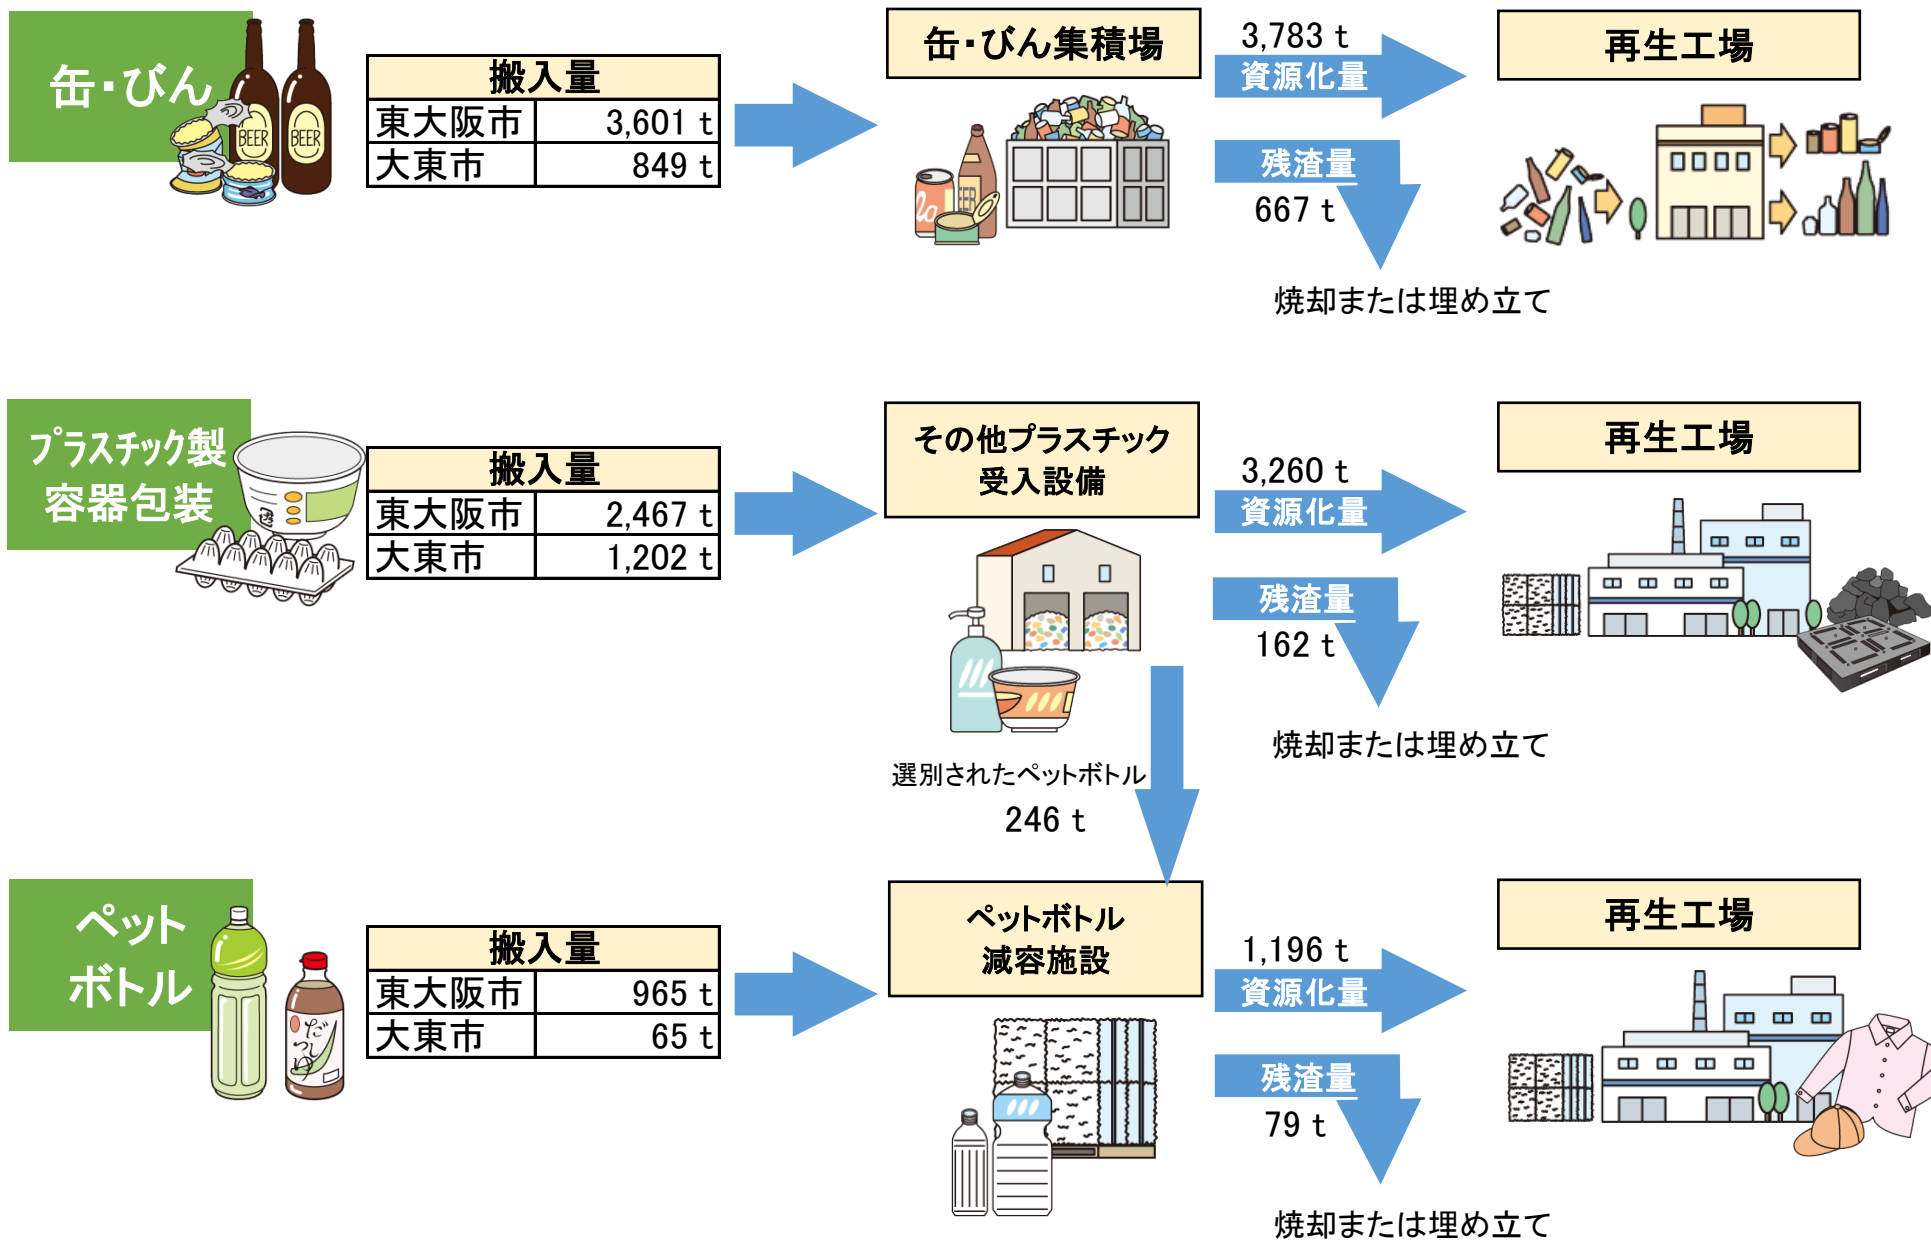 缶・びん
BEER
BEER
搬入量
東大阪市 3,601 t
大東市 849 t
缶・びん集積場
BEER
3,783 t
資源化量
残渣量
667 t
焼却または埋め立て
再生工場
プラスチック製
容器包装
搬入量
東大阪市 2,467 t
大東市 1,202 t
その他プラスチック
受入設備
3,260 t
資源化量
残渣量
162 t
焼却または埋め立て
再生工場
選別されたペットボトル
246 t
ペット
ボトル
だし
つゆ
搬入量
東大阪市 965 t
大東市 65 t
ペットボトル
減容施設
1,196 t
資源化量
残渣量
79 t
焼却または埋め立て
再生工場